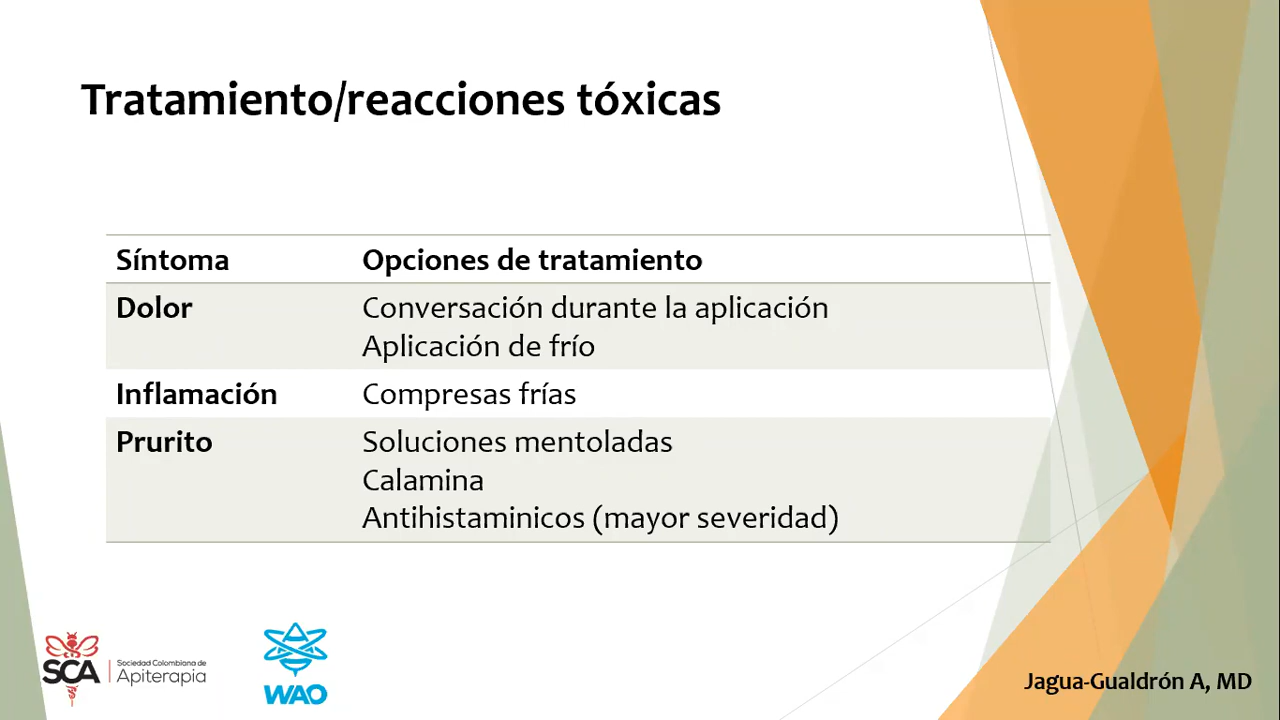 Tratamiento/reacciones tóxicas
Síntoma Opciones de tratamiento
Dolor Conversación durante la aplicación
Aplicación de frío
Inflamación Compresas frías
Prurito Soluciones mentoladas
Calamina
Antihistaminicos (mayor severidad)
SCA Sociedad Colombiana de
Apiterapia
WAO
Jagua-Gualdrón A, MD